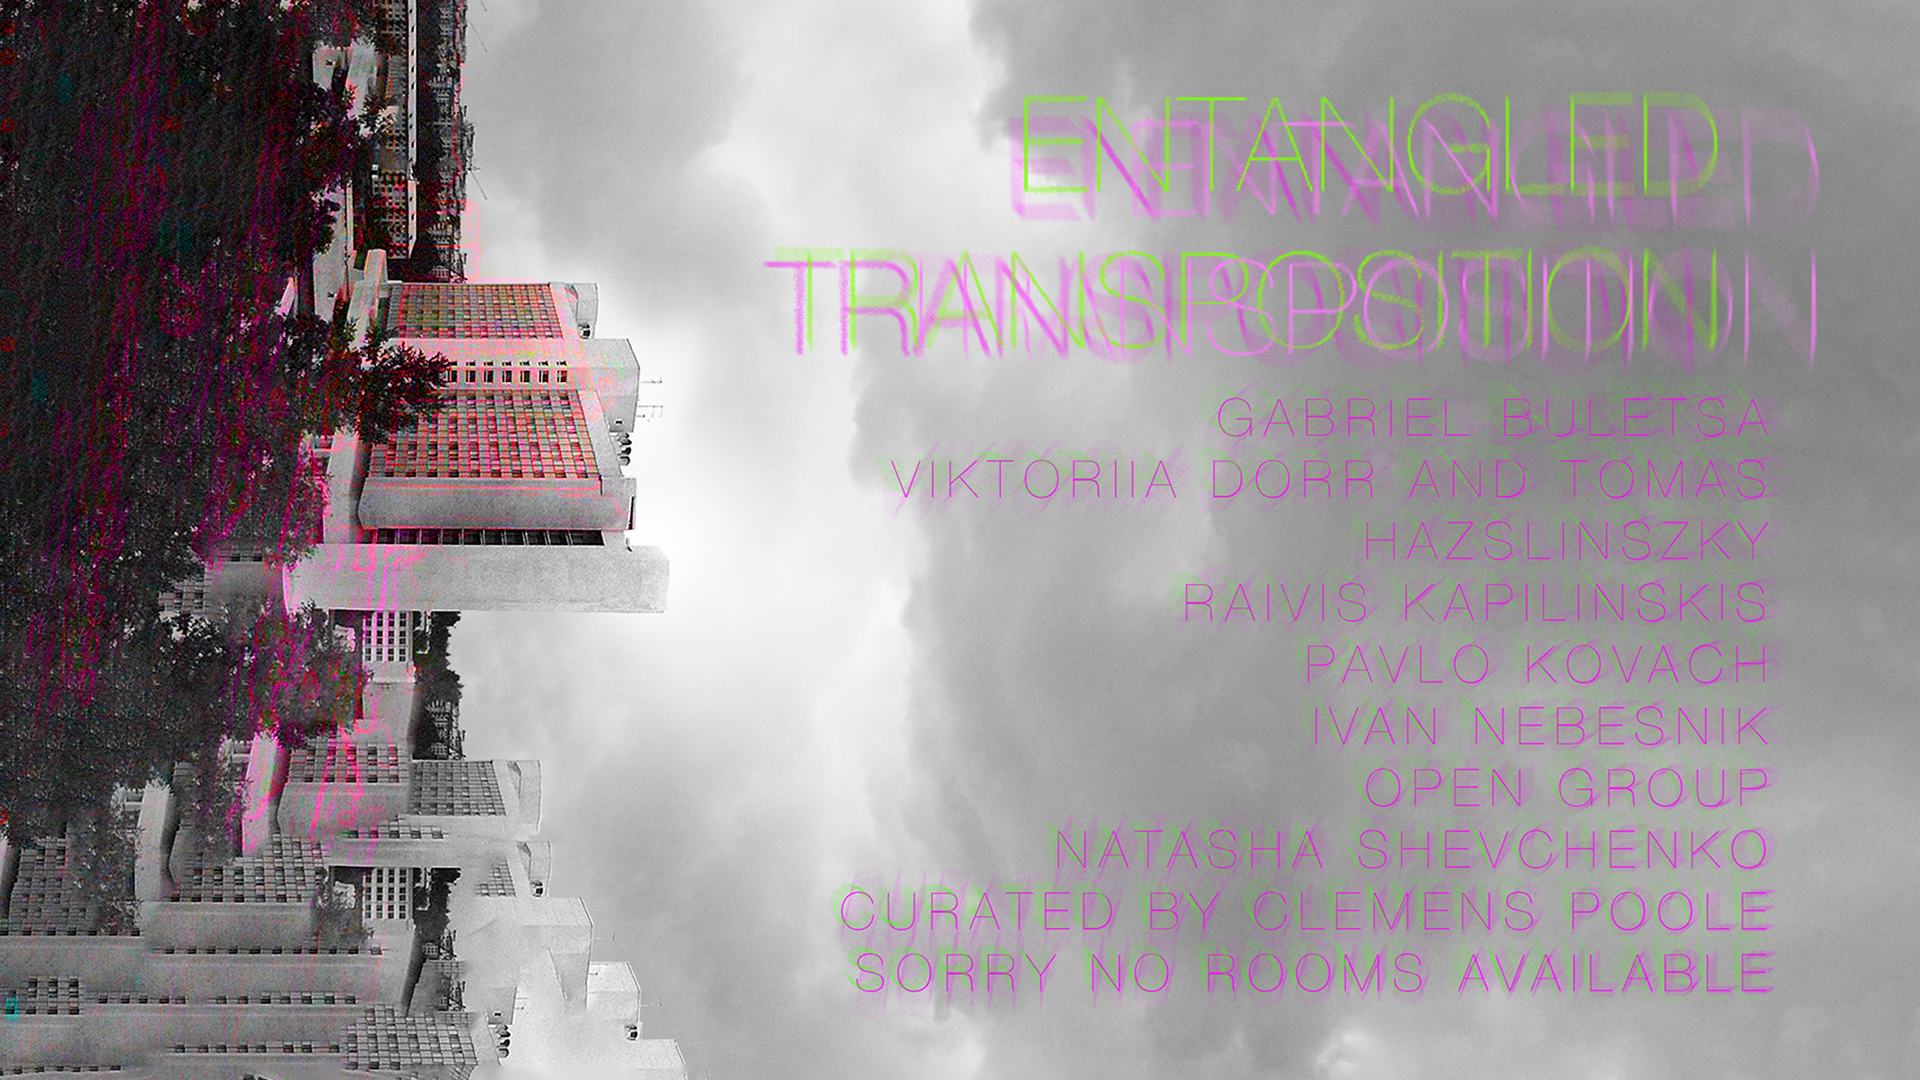 ENTANGLED
TRANSPOSITION
GABRIEL BULETSA
VIKTORIIA DORR AND TOMAS
HAZSLINSZKY
RAIVIS KAPILINSKIS
PAVLO KOVACH
IVAN NEBESNIK
OPEN GROUP
NATASHA SHEVCHENKO
CURATED BY CLEMENS POOLE
SORRY NO ROOMS AVAILABLE